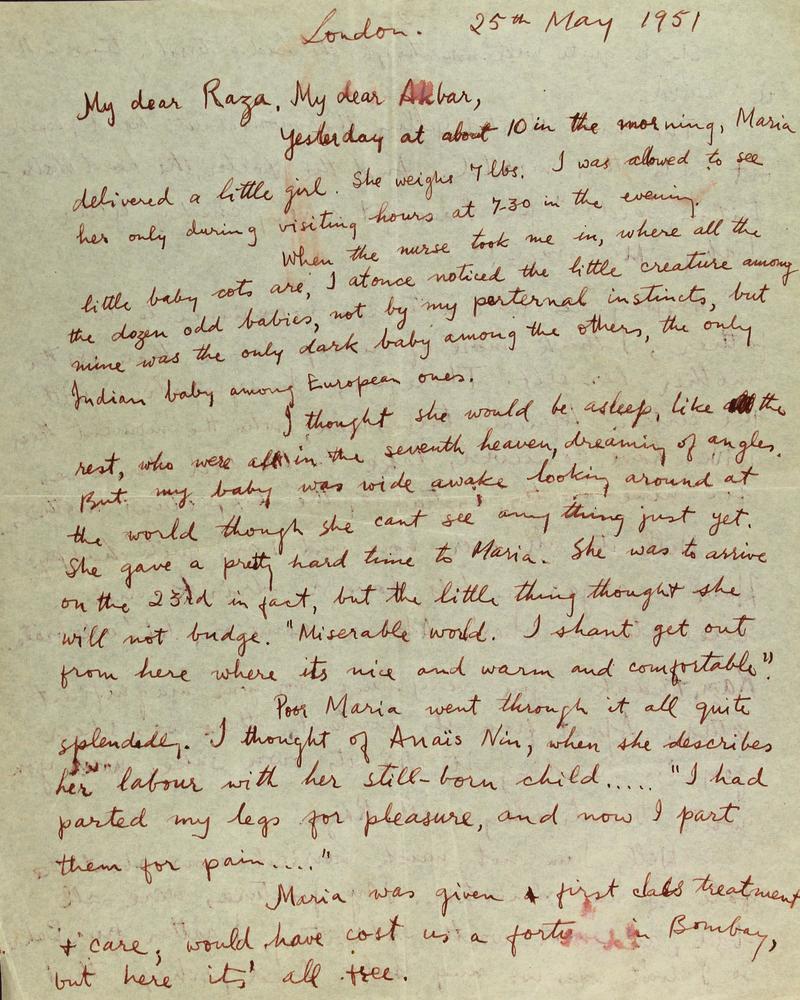 London. 25th May 1951
My dear Raza, My dear Akbar,
Yesterday at about 10 in the morning, Maria
delivered a little girl. She weighs 7 lbs. I was allowed to see
her only during visiting hours at 7-30 in the evening.
When the nurse took me in, where all the
little baby cots are, I atonce noticed the little creature among
the dozen odd babies, not by my perternal instincts, but
mine was the only dark baby among the others, the only
Indian baby among European ones.
I thought she would be asleep, like the
rest, who were all in the seventh heaven, dreaming of angles.
But my baby was wide awake looking around at
the world though she cant see any thing just yet.
She gave a pretty hard time to Maria. She was to arrive
on the 23rd in fact, but the little thing thought she
will not budge. "Miserable world. I shant get out
from here where its nice and warm and comfortable".
Poor Maria went through it all quite
splendedly. I thought of Anaïs Nin, when she describes
her labour with her still-born child..... "I had
parted my legs for pleasure, and now I part
them for pain...."
Maria was given a first class treatment
& care, would have cost us a in Bombay,
but here its' all free.